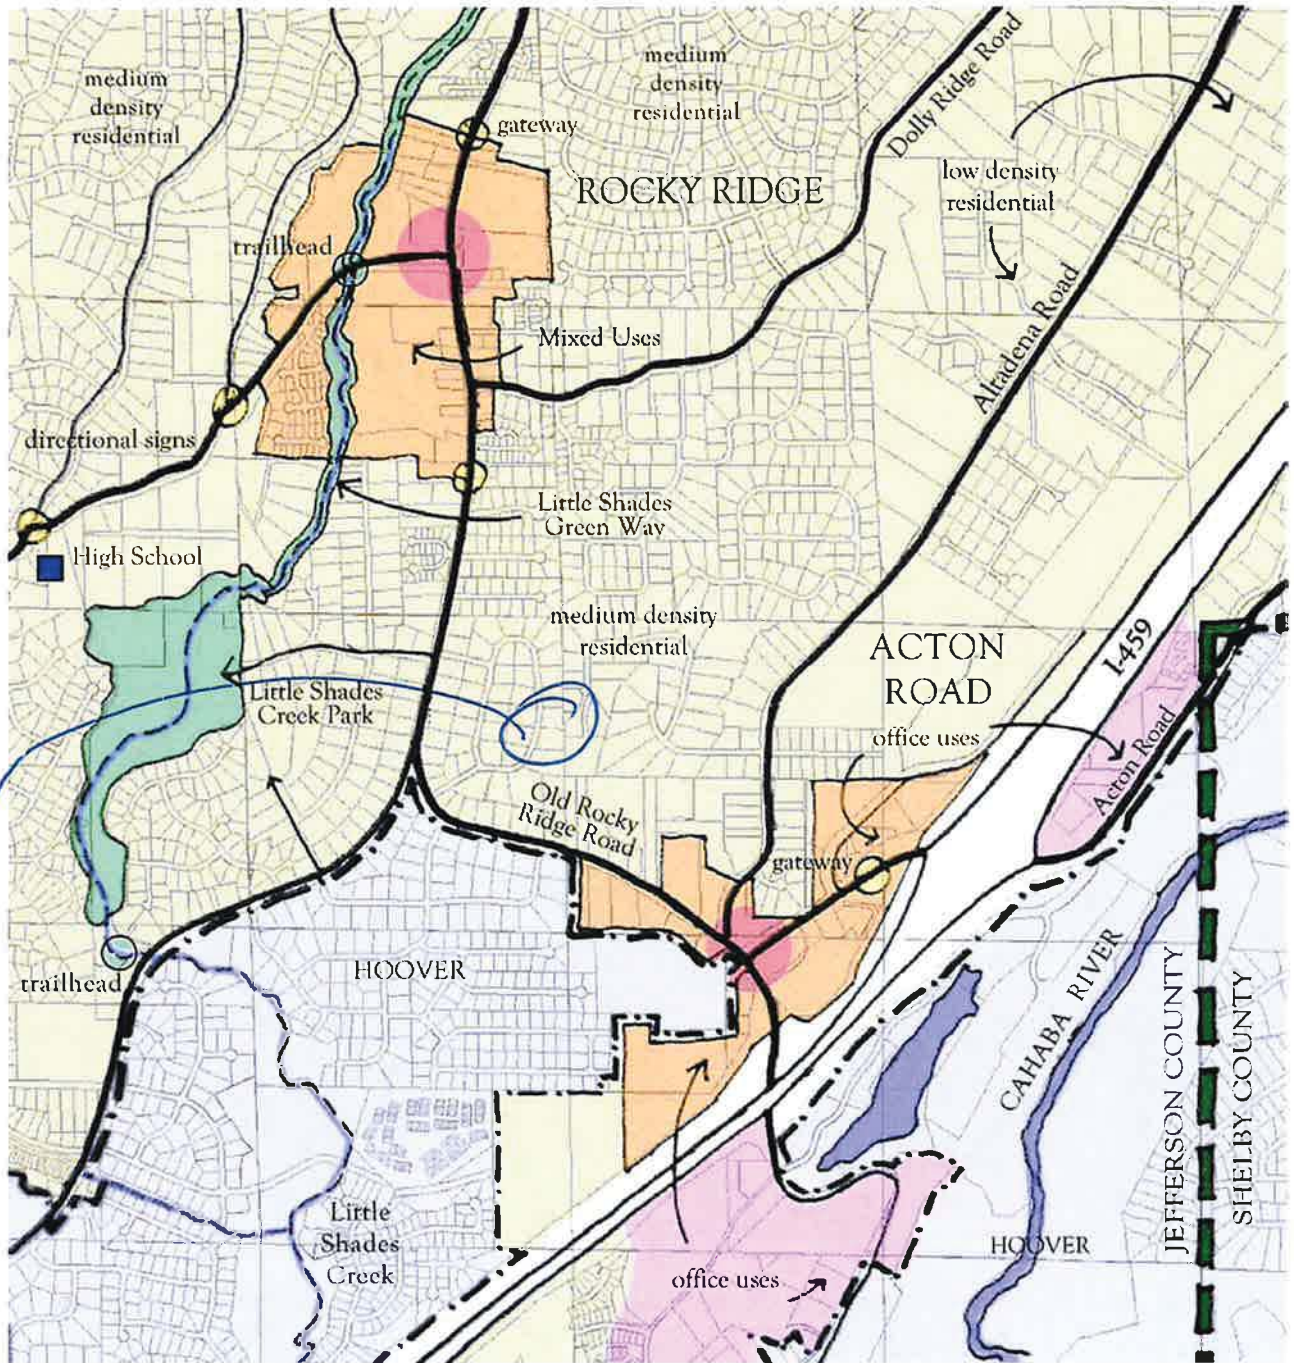 medium
density
residential
medium
density
residential
gateway
Dolly Ridge Road
ROCKY RIDGE
low density
residential
trailhead
Mixed Uses
Altadena Road
directional signs
Little Shades
Green Way
High School
medium density
residential
I-459
ACTON
ROAD
office uses
Little Shades
Creek Park
Acton Road
Old Rocky
Ridge Road
gateway
trailhead
HOOVER
CAHABA RIVER
JEFFERSON COUNTY
SHELBY COUNTY
Little
Shades
Creek
HOOVER
office uses